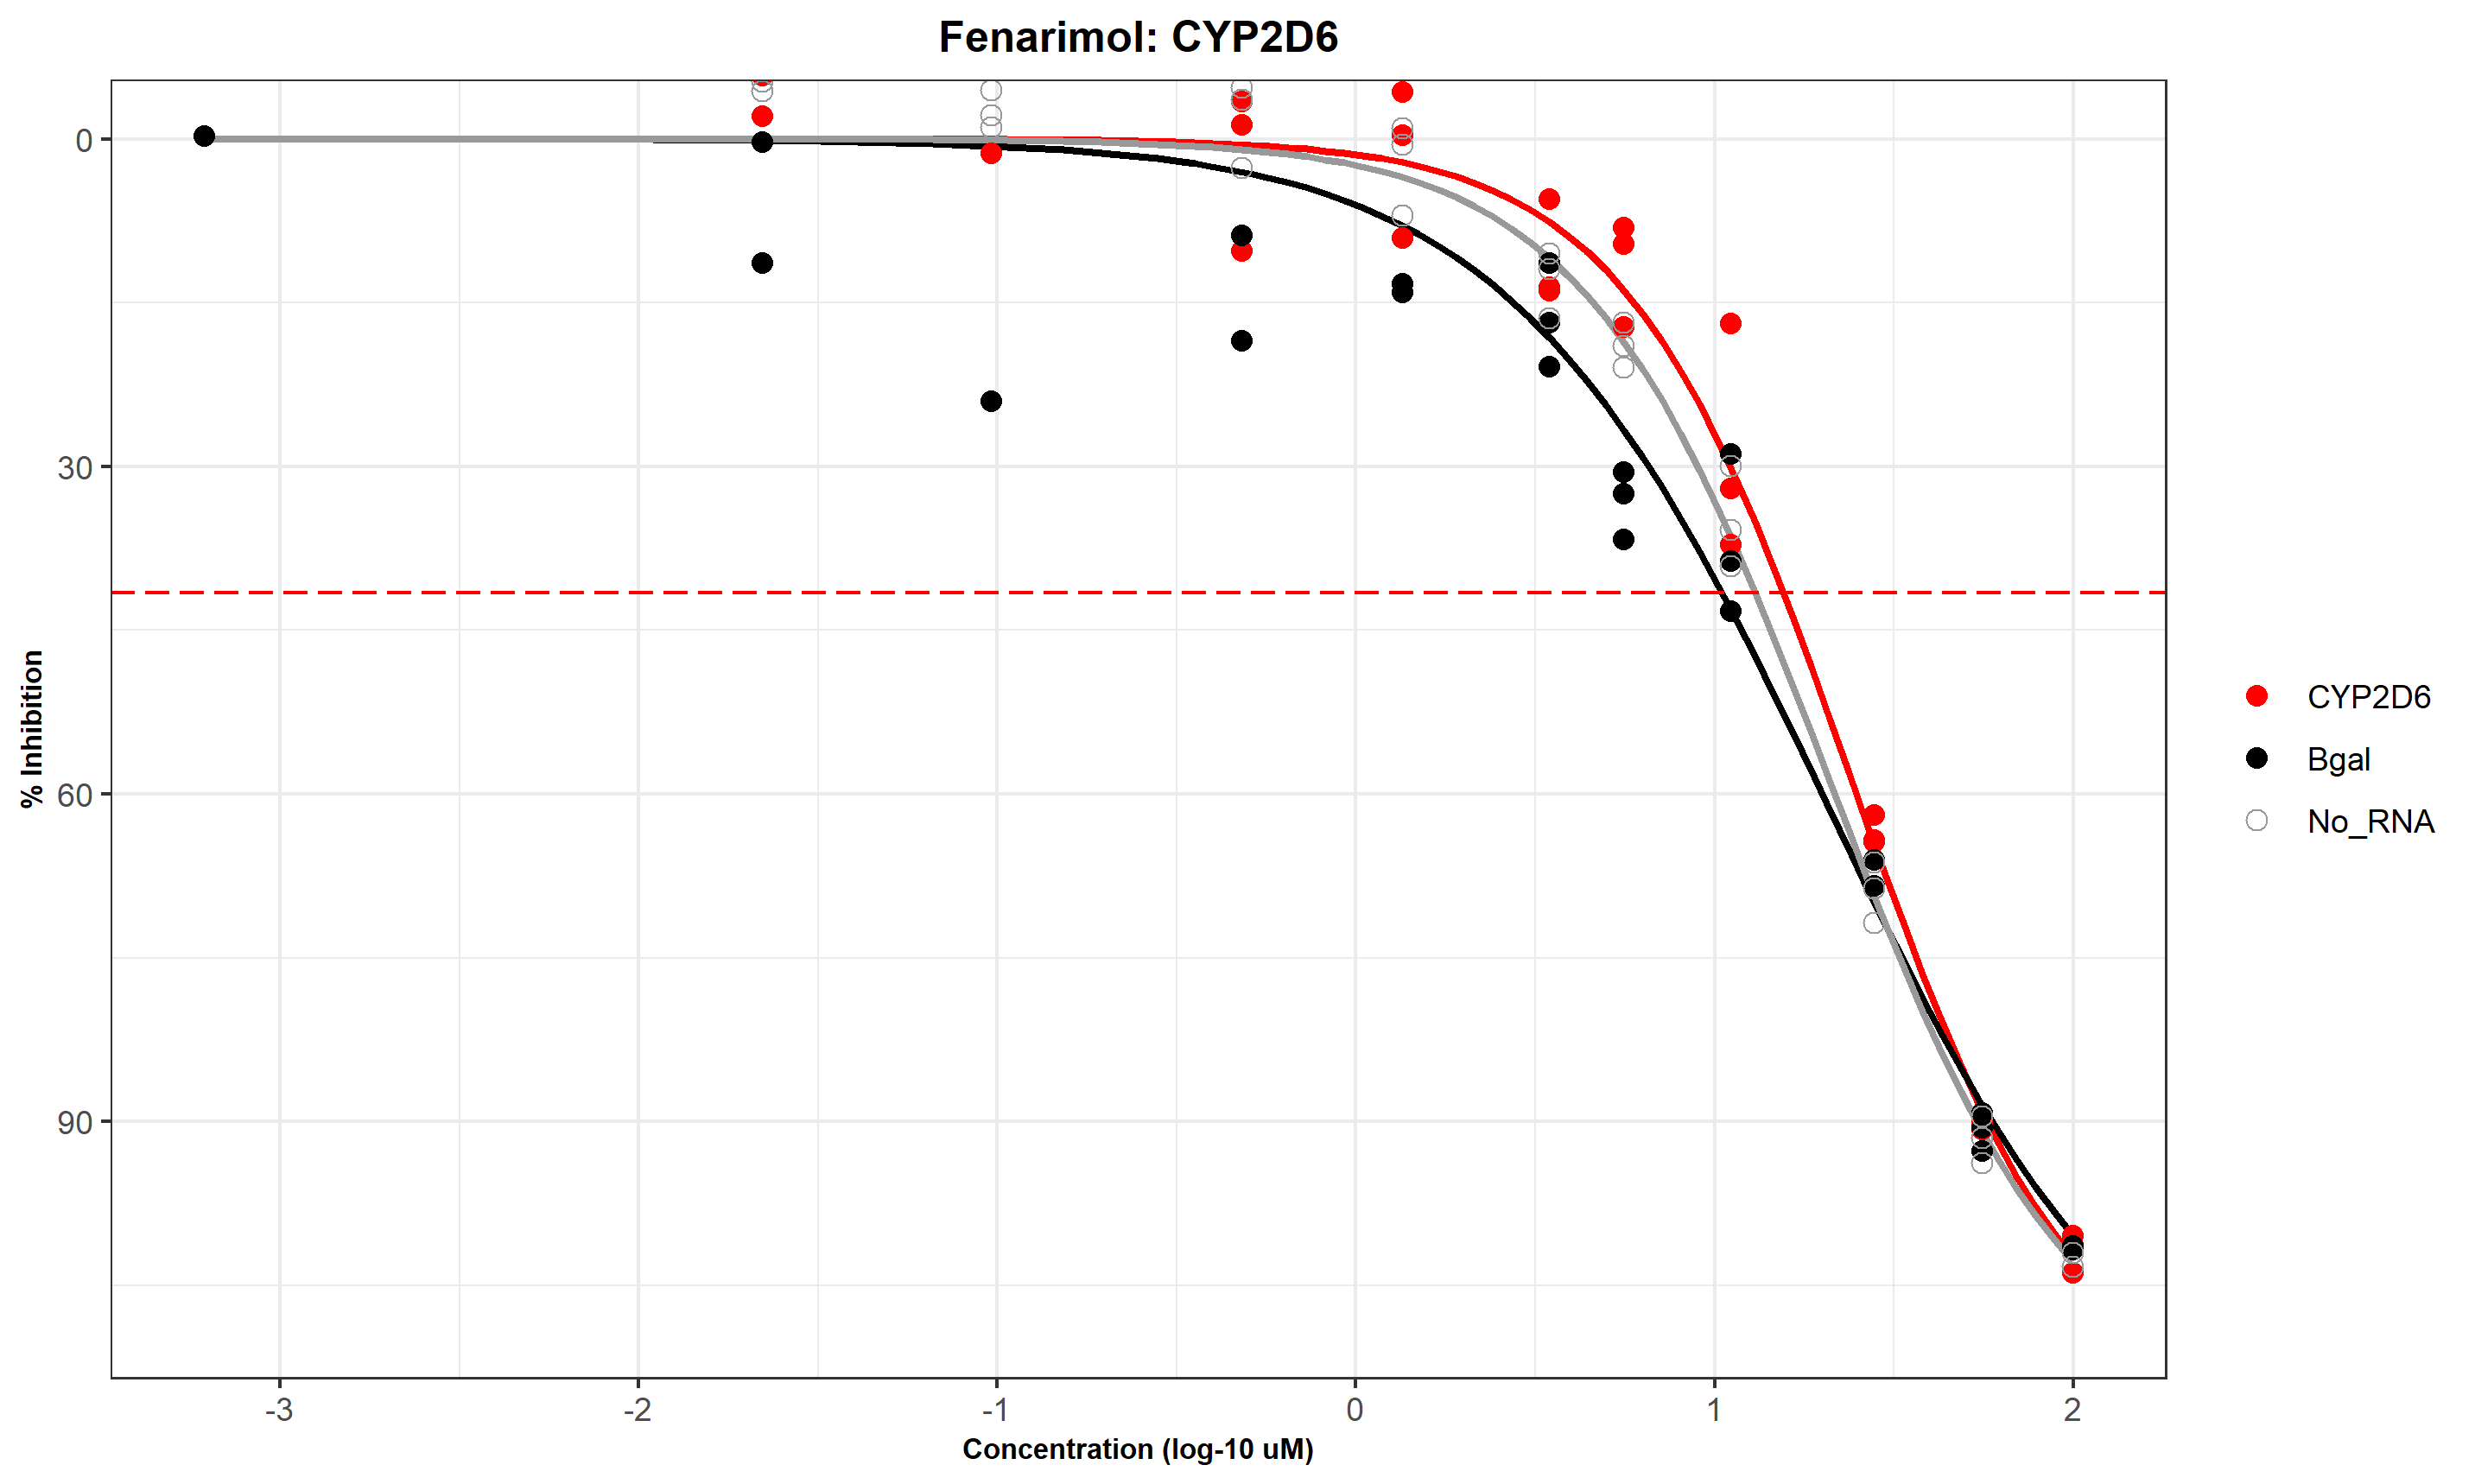 Fenarimol: CYP2D6
% Inhibition
0
30
60
90
-3
-2
-1
0
1
2
Concentration (log-10 uM)
CYP2D6
Bgal
No_RNA